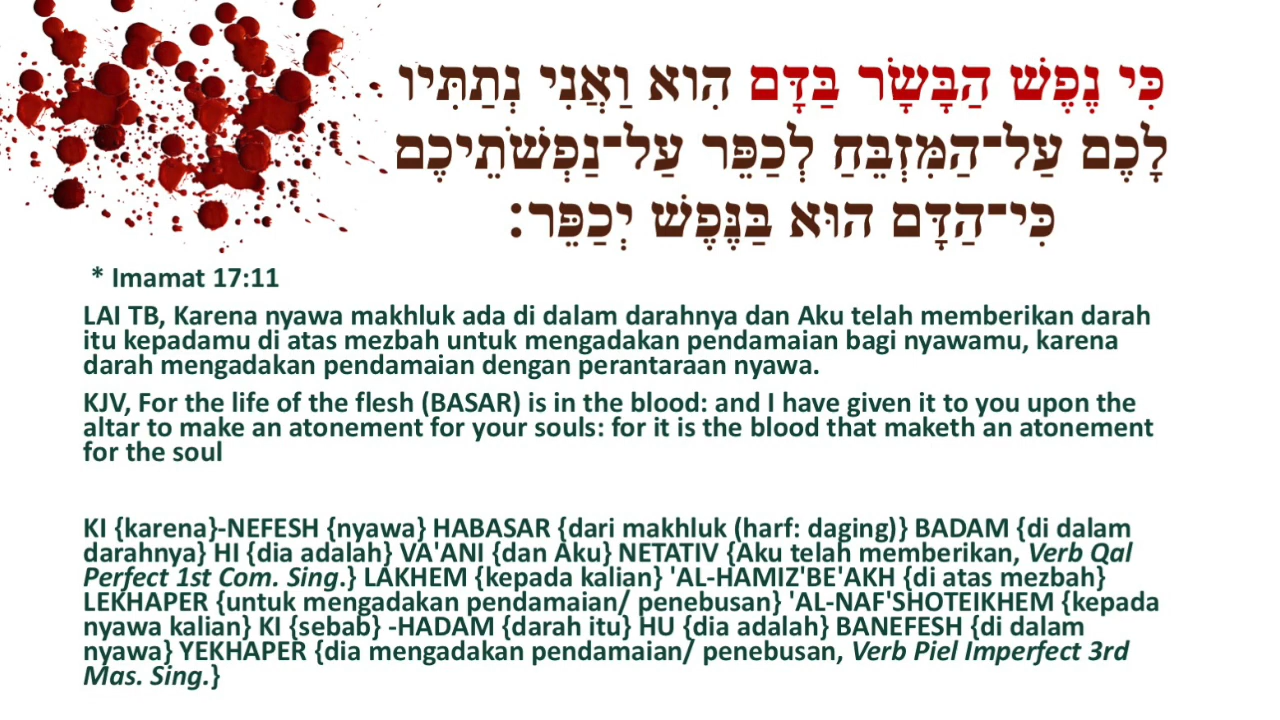 כִּי נֶפֶשׁ הַבָּשָׂר בַּדָּם הִוא וַאֲנִי נְתַתִּיו
לָכֶם עַל־הַמִּזְבֵּחַ לְכַפֵּר עַל־נַפְשֹׁתֵיכֶם
כִּי־הַדָּם הוּא בַּנֶּפֶשׁ יְכַפֵּר׃
* Imamat 17:11
LAI TB, Karena nyawa makhluk ada di dalam darahnya dan Aku telah memberikan darah
itu kepadamu di atas mezbah untuk mengadakan pendamaian bagi nyawamu, karena
darah mengadakan pendamaian dengan perantaraan nyawa.
KJV, For the life of the flesh (BASAR) is in the blood: and I have given it to you upon the
altar to make an atonement for your souls: for it is the blood that maketh an atonement
for the soul
KI {karena}-NEFESH {nyawa} HABASAR {dari makhluk (harf: daging)} BADAM {di dalam
darahnya} HI {dia adalah} VA'ANI {dan Aku} NETATIV {Aku telah memberikan, Verb Qal
Perfect 1st Com. Sing.} LAKHEM {kepada kalian} 'AL-HAMIZ'BE'AKH {di atas mezbah}
LEKHAPER {untuk mengadakan pendamaian/ penebusan} 'AL-NAF'SHOTEIKHEM {kepada
nyawa kalian} KI {sebab} -HADAM {darah itu} HU {dia adalah} BANEFESH {di dalam
nyawa} YEKHAPER {dia mengadakan pendamaian/ penebusan, Verb Piel Imperfect 3rd
Mas. Sing.}